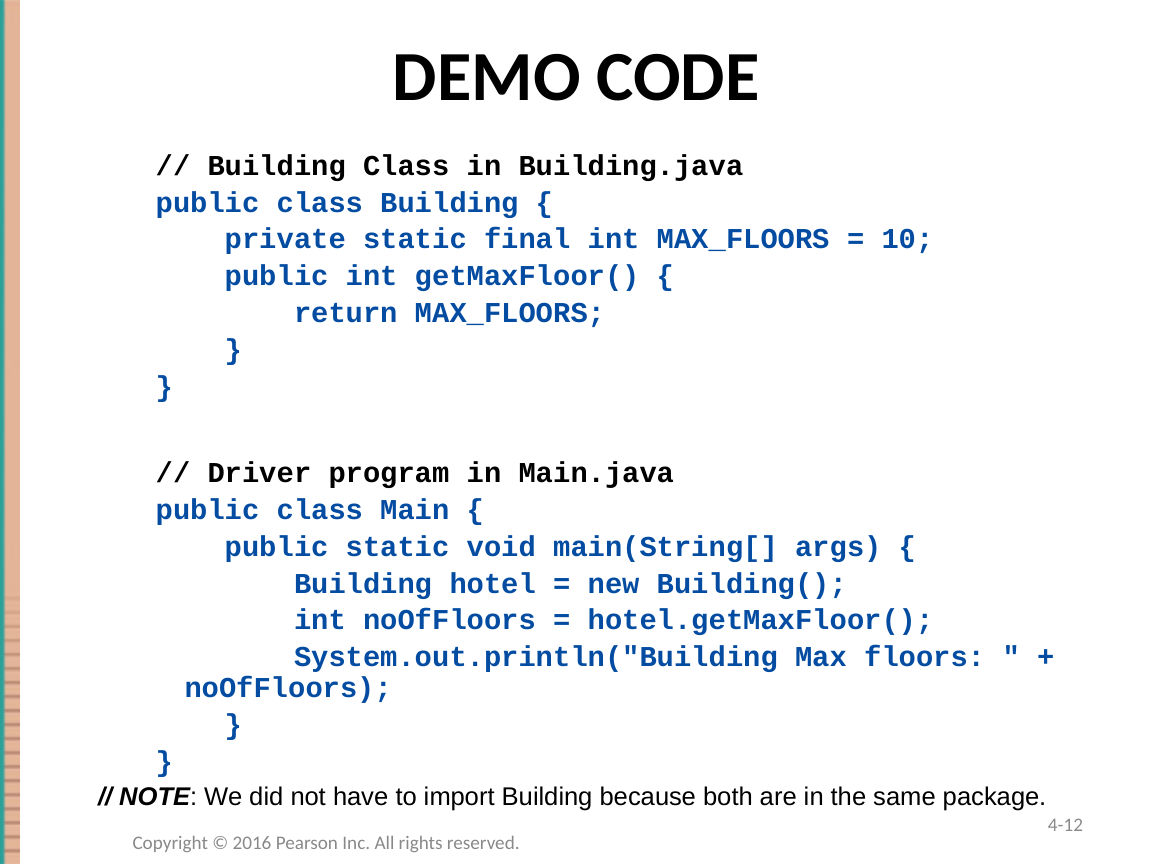 DEMO CODE
// Building Class in Building.java
public class Building {
    private static final int MAX_FLOORS = 10;
    public int getMaxFloor() {
        return MAX_FLOORS;
    }
}
// Driver program in Main.java
public class Main {
    public static void main(String[] args) {
        Building hotel = new Building();
        int noOfFloors = hotel.getMaxFloor();
        System.out.println("Building Max floors: " +
noOfFloors);
    }
}
// NOTE: We did not have to import Building because both are in the same package.
4-12
Copyright © 2016 Pearson Inc. All rights reserved.